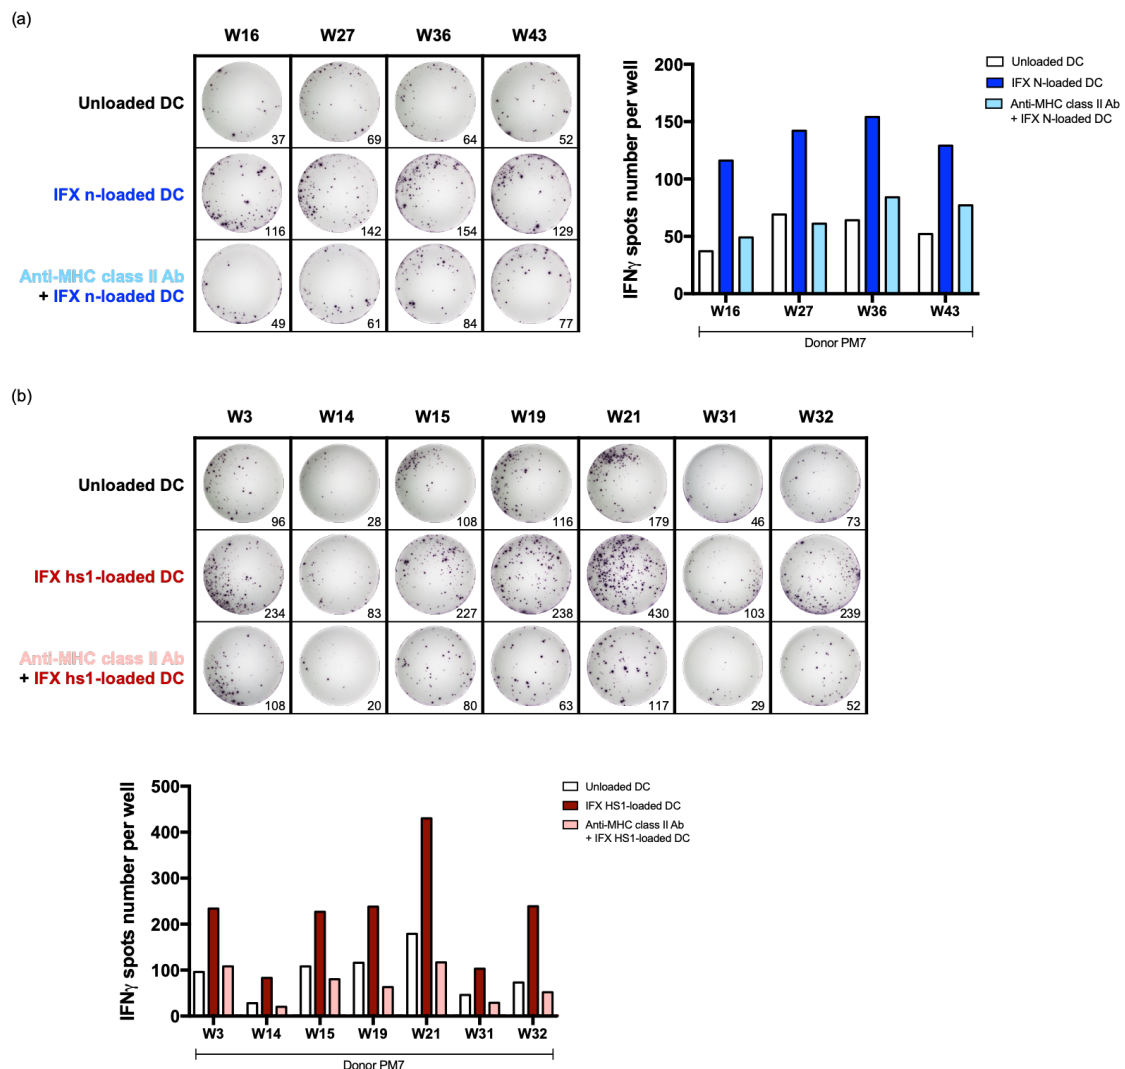 (a)
W16 W27 W36 W43
Unloaded DC
37 69 64 52
IFX n-loaded DC
116 142 154 129
Anti-MHC class II Ab
+ IFX n-loaded DC
49 61 84 77
IFNγ spots number per well
200
150
100
50
0
W16 W27 W36 W43
Donor PM7
Unloaded DC
IFX N-loaded DC
Anti-MHC class II Ab
+ IFX N-loaded DC
(b)
W3 W14 W15 W19 W21 W31 W32
Unloaded DC
96 28 108 116 179 46 73
IFX hs1-loaded DC
234 83 227 238 430 103 239
Anti-MHC class II Ab
+ IFX hs1-loaded DC
108 20 80 63 117 29 52
IFNγ spots number per well
500
400
300
200
100
0
W3 W14 W15 W19 W21 W31 W32
Donor PM7
Unloaded DC
IFX HS1-loaded DC
Anti-MHC class II Ab
+ IFX HS1-loaded DC